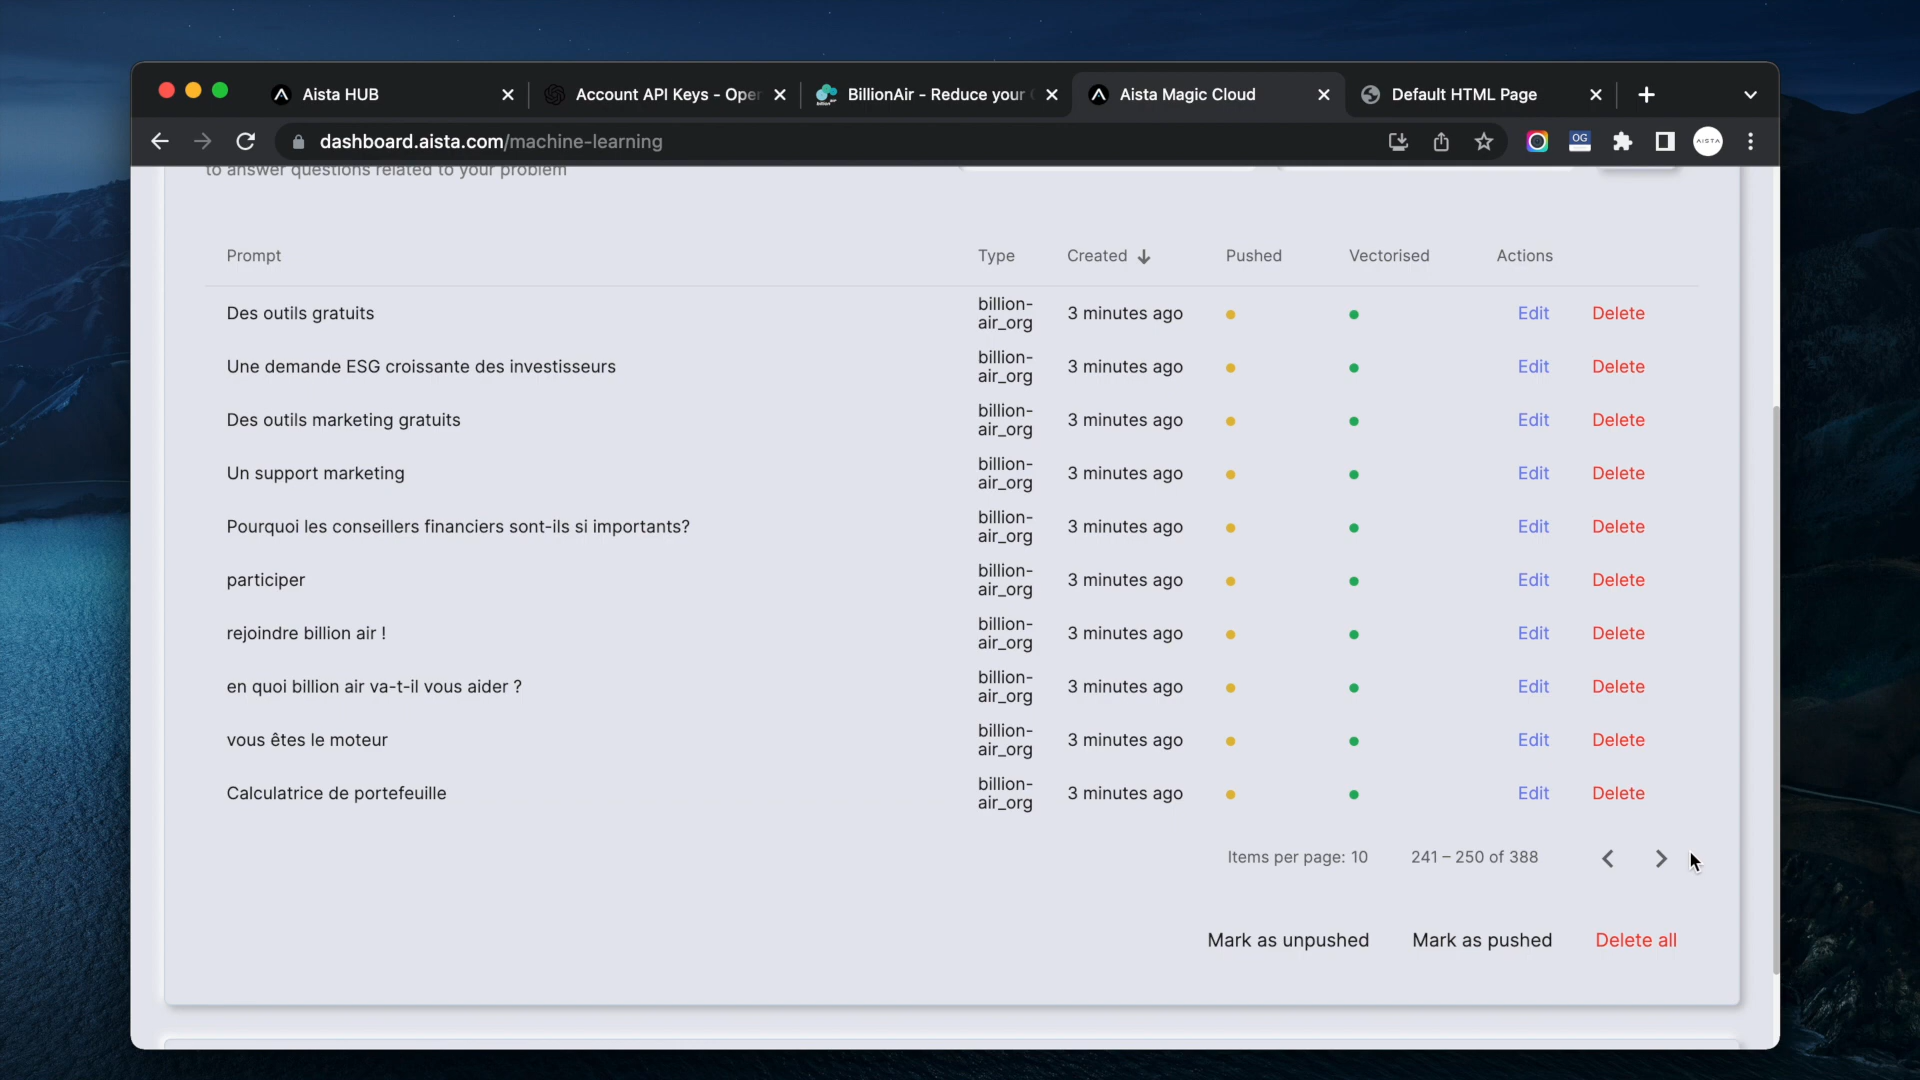 Aista HUB
Account API Keys - Oper
BillionAir - Reduce your
Aista Magic Cloud
Default HTML Page
dashboard.aista.com/machine-learning
OG
AISTA
to answer questions related to your problem
Prompt Type Created Pushed Vectorised Actions
Des outils gratuits billion-air_org 3 minutes ago Edit Delete
Une demande ESG croissante des investisseurs billion-air_org 3 minutes ago Edit Delete
Des outils marketing gratuits billion-air_org 3 minutes ago Edit Delete
Un support marketing billion-air_org 3 minutes ago Edit Delete
Pourquoi les conseillers financiers sont-ils si importants? billion-air_org 3 minutes ago Edit Delete
participer billion-air_org 3 minutes ago Edit Delete
rejoindre billion air ! billion-air_org 3 minutes ago Edit Delete
en quoi billion air va-t-il vous aider ? billion-air_org 3 minutes ago Edit Delete
vous êtes le moteur billion-air_org 3 minutes ago Edit Delete
Calculatrice de portefeuille billion-air_org 3 minutes ago Edit Delete
Items per page: 10 241 – 250 of 388
Mark as unpushed Mark as pushed Delete all